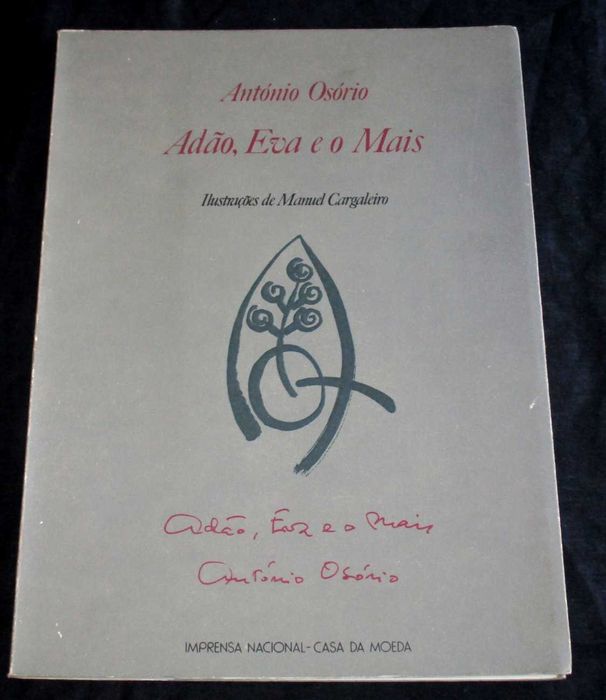 António Osório
Adão, Eva e o Mais
Ilustrações de Manuel Cargaleiro
Adão, Eva e o Mais
António Osório
IMPRENSA NACIONAL - CASA DA MOEDA